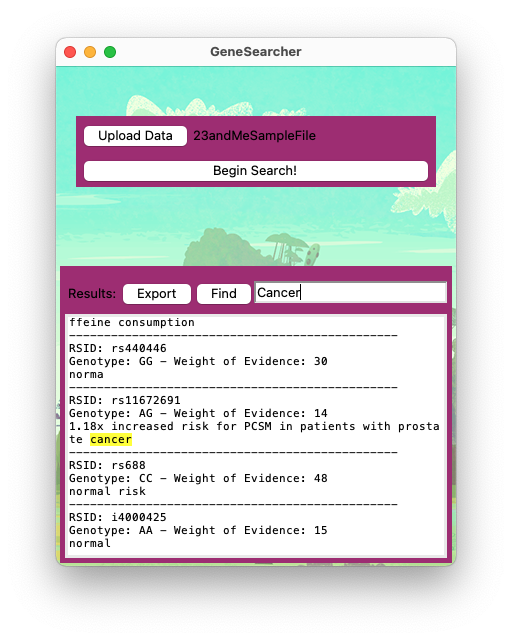 GeneSearcher
Upload Data 23andMeSampleFile
Begin Search!
Results: Export Find Cancer
ffeine consumption
------------------------------------------------
RSID: rs440446
Genotype: GG - Weight of Evidence: 30
norma
------------------------------------------------
RSID: rs11672691
Genotype: AG - Weight of Evidence: 14
1.18x increased risk for PCSM in patients with prosta
te cancer
------------------------------------------------
RSID: rs688
Genotype: CC - Weight of Evidence: 48
normal risk
------------------------------------------------
RSID: i4000425
Genotype: AA - Weight of Evidence: 15
normal